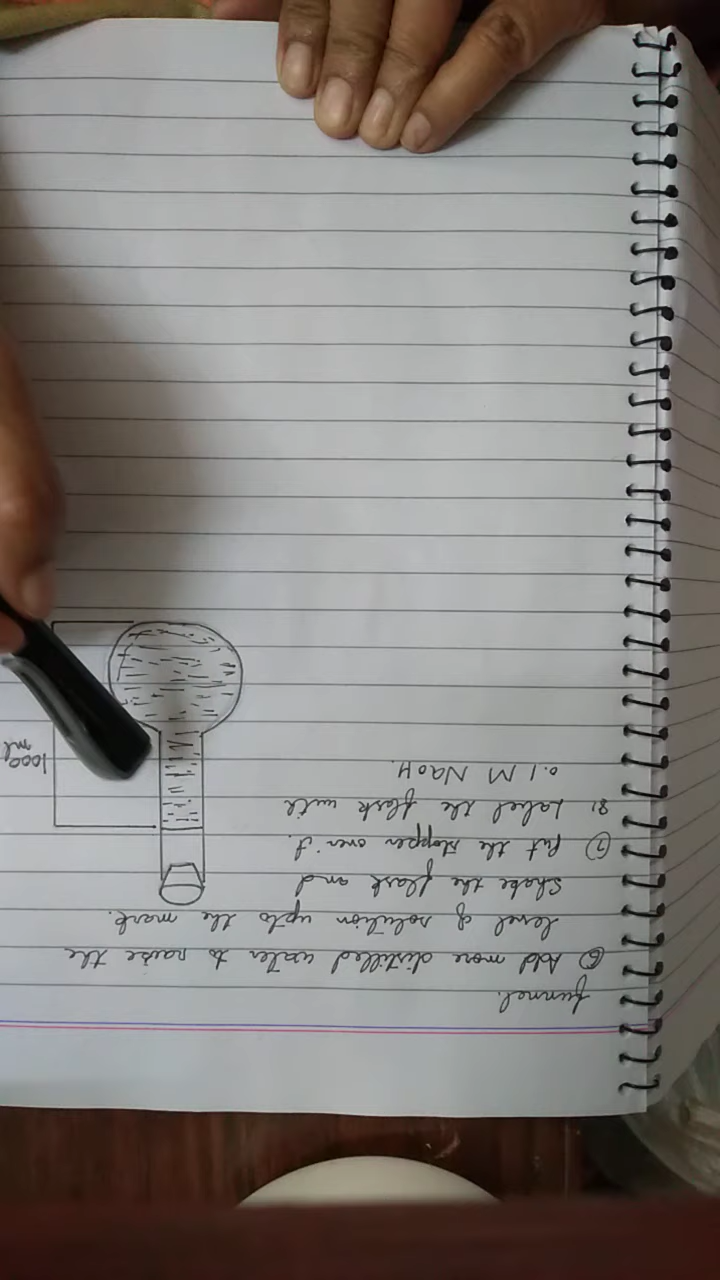 funnel.
⑥ Add more distilled water to raise the
level of solution upto the mark.
shake the flask and
⑦ Put the stopper over it.
8) Label the flask with
0.1 M NaOH.
1000
ml